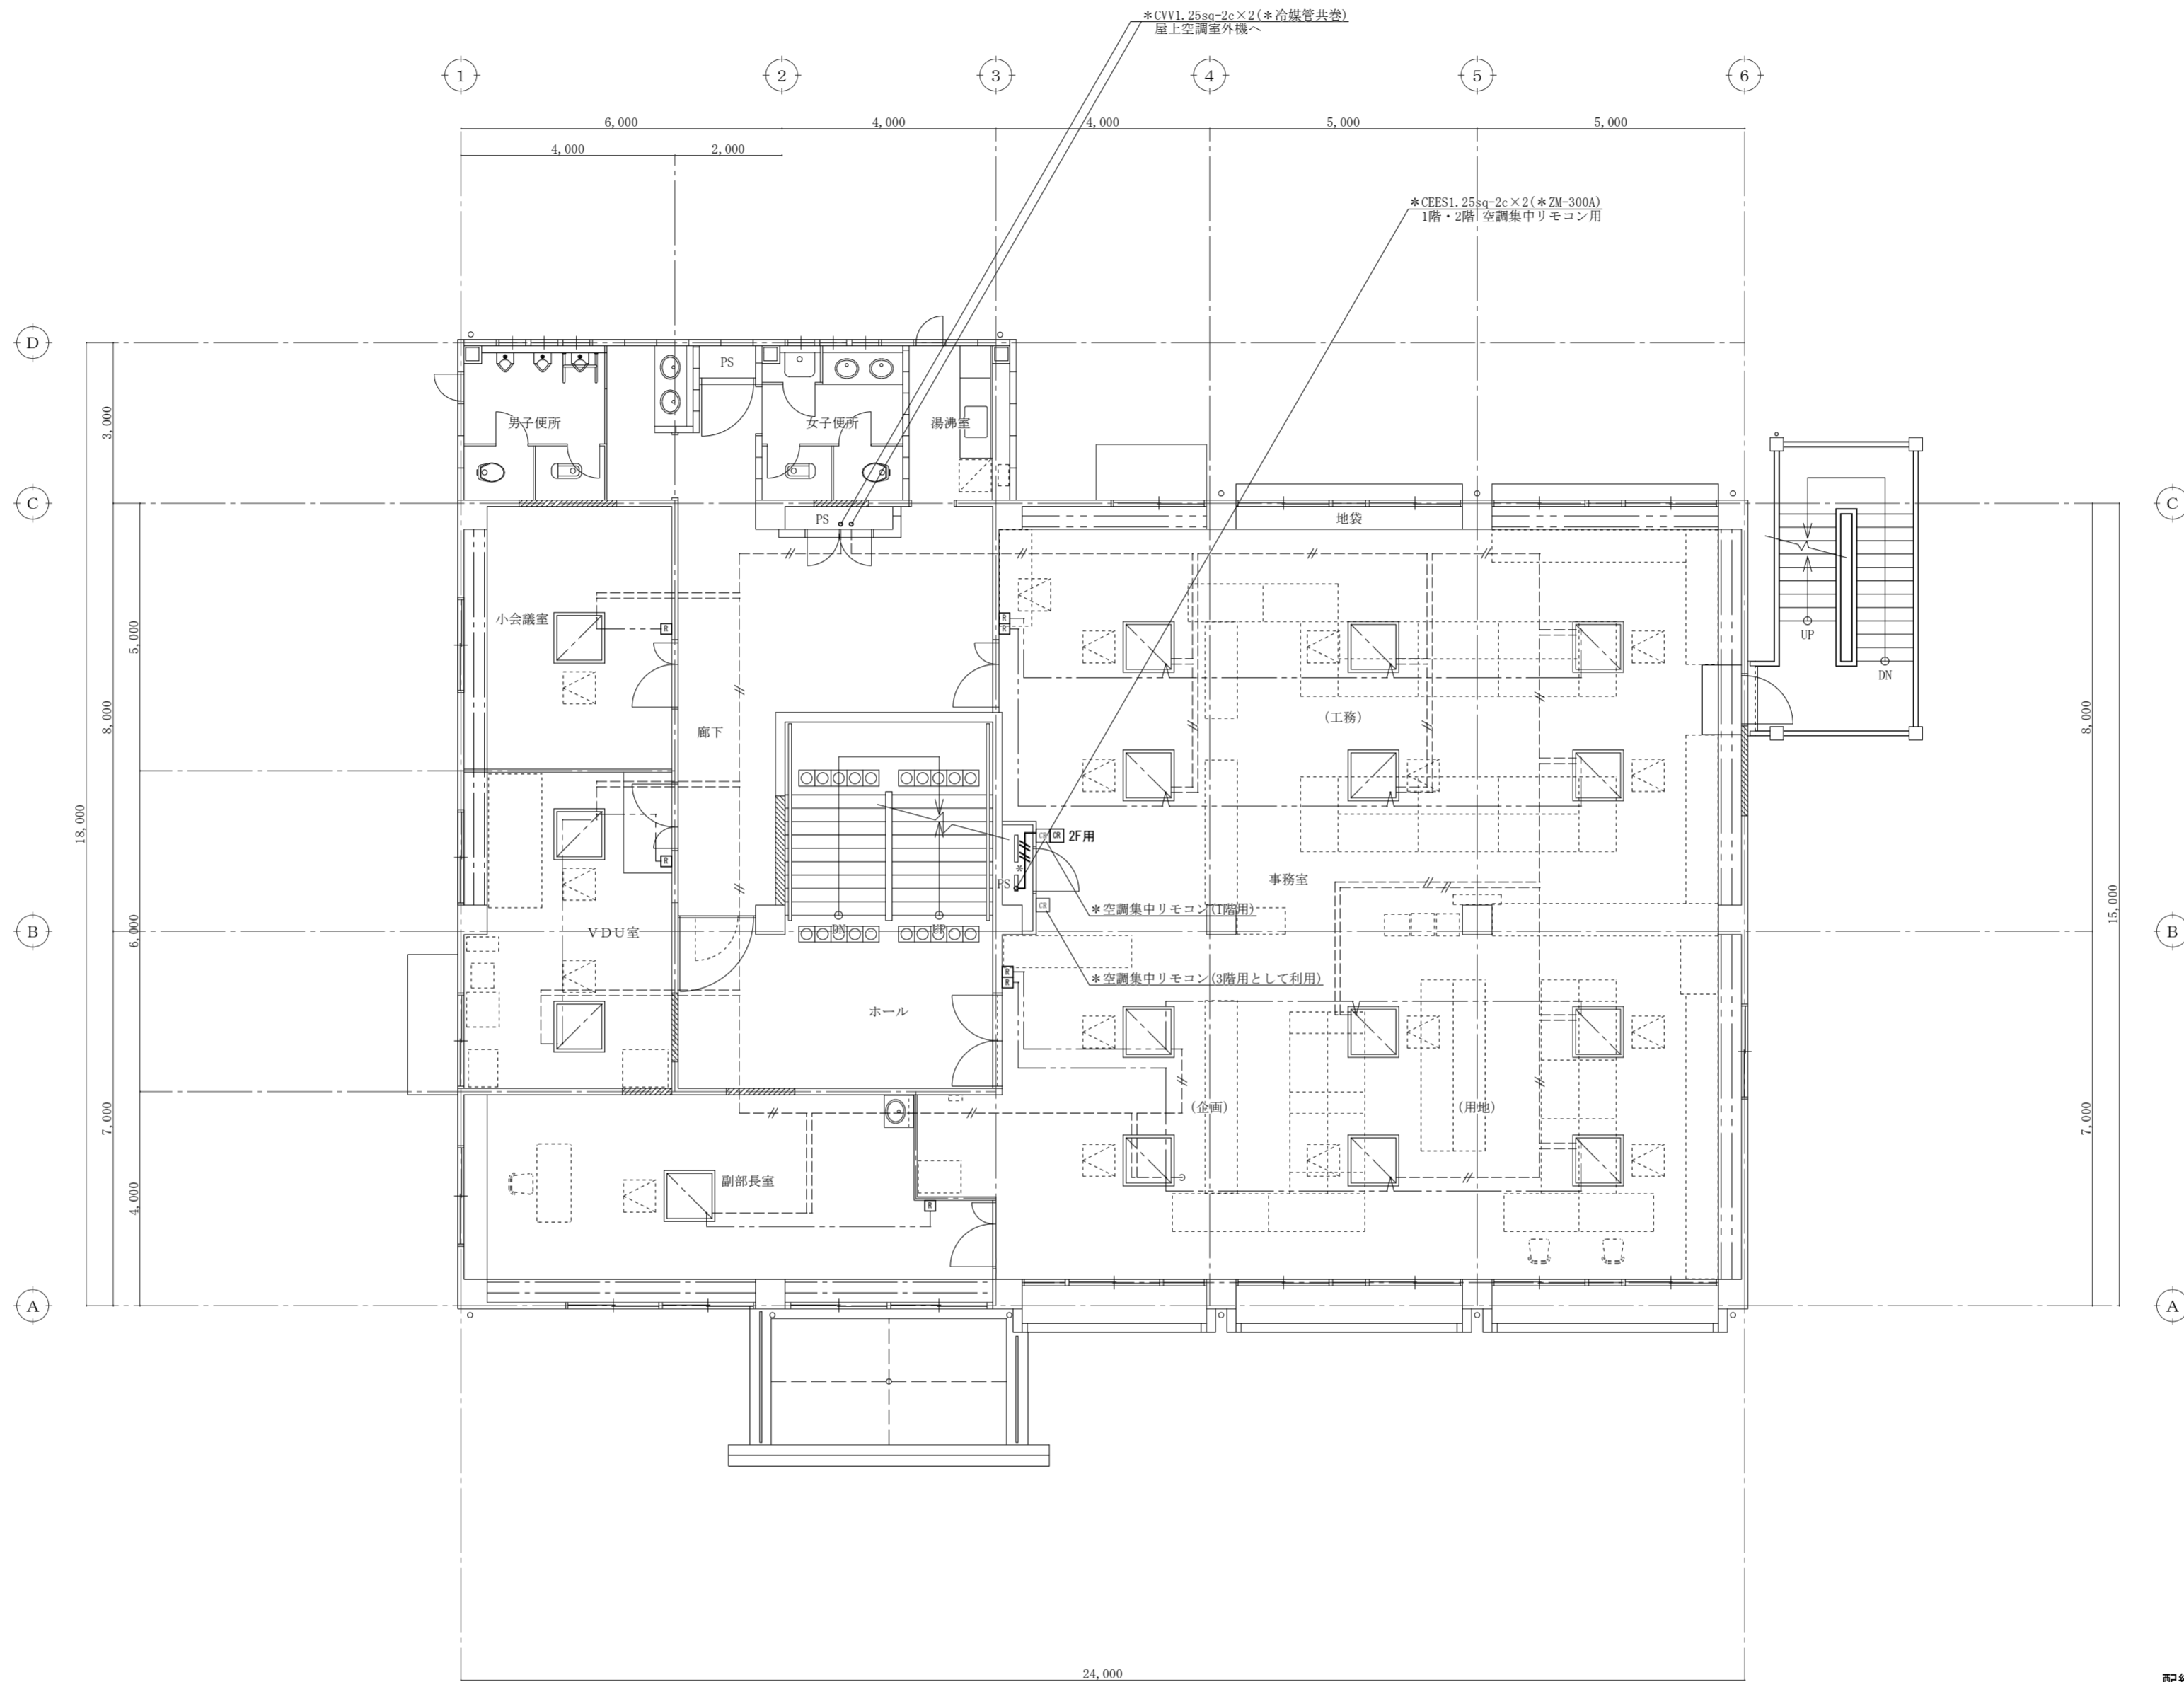 *CVV1.25sq-2c×2(*冷媒管共巻)
屋上空調室外機へ
1
2
3
4
5
6
6,000
4,000
4,000
5,000
5,000
4,000
2,000
*CEES1.25sq-2c×2(*ZM-300A)
1階・2階 空調集中リモコン用
D
PS
男子便所
女子便所
湯沸室
3,000
C
C
PS
地袋
小会議室
R
R
R
UP
DN
5,000
8,000
8,000
廊下
(工務)
18,000
CR
CR
2F用
*
R
PS
事務室
CR
*空調集中リモコン(1階用)
15,000
B
B
6,000
VDU室
DN
UP
R
R
*空調集中リモコン(3階用として利用)
ホール
7,000
7,000
(企画)
(用地)
副部長室
4,000
R
A
A
24,000